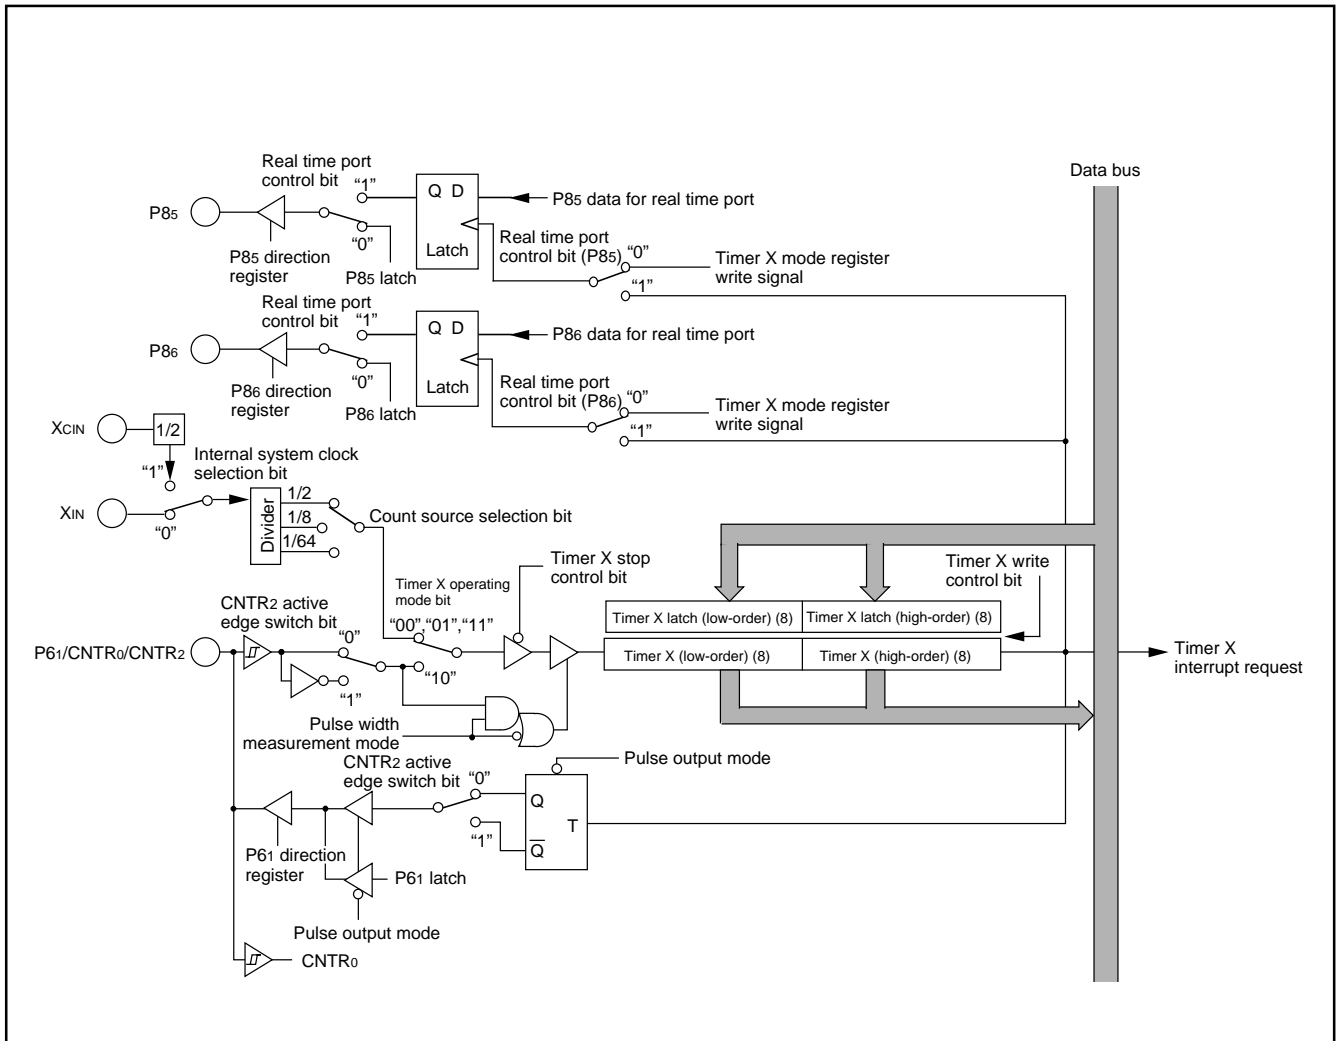 Data bus
Real time port
control bit
“1”
Q D
P85
P85 data for real time port
“0”
Latch
Real time port
control bit (P85)
“0”
P85 direction
register
P85 latch
Timer X mode register
write signal
“1”
Real time port
control bit
“1”
Q D
P86
P86 data for real time port
“0”
Latch
Real time port
control bit (P86)
“0”
P86 direction
register
P86 latch
Timer X mode register
write signal
“1”
XCIN
1/2
“1”
Internal system clock
selection bit
XIN
“0”
Divider
1/2
1/8
1/64
Count source selection bit
Timer X stop
control bit
Timer X write
control bit
Timer X operating
mode bit
CNTR2 active
edge switch bit
“00”,“01”,“11”
Timer X latch (low-order) (8)
Timer X latch (high-order) (8)
P61/CNTR0/CNTR2
“0”
Timer X (low-order) (8)
Timer X (high-order) (8)
Timer X
interrupt request
“10”
“1”
Pulse width
measurement mode
CNTR2 active
edge switch bit
“0”
Pulse output mode
Q
T
“1”
Q
P61 direction
register
P61 latch
Pulse output mode
CNTR0